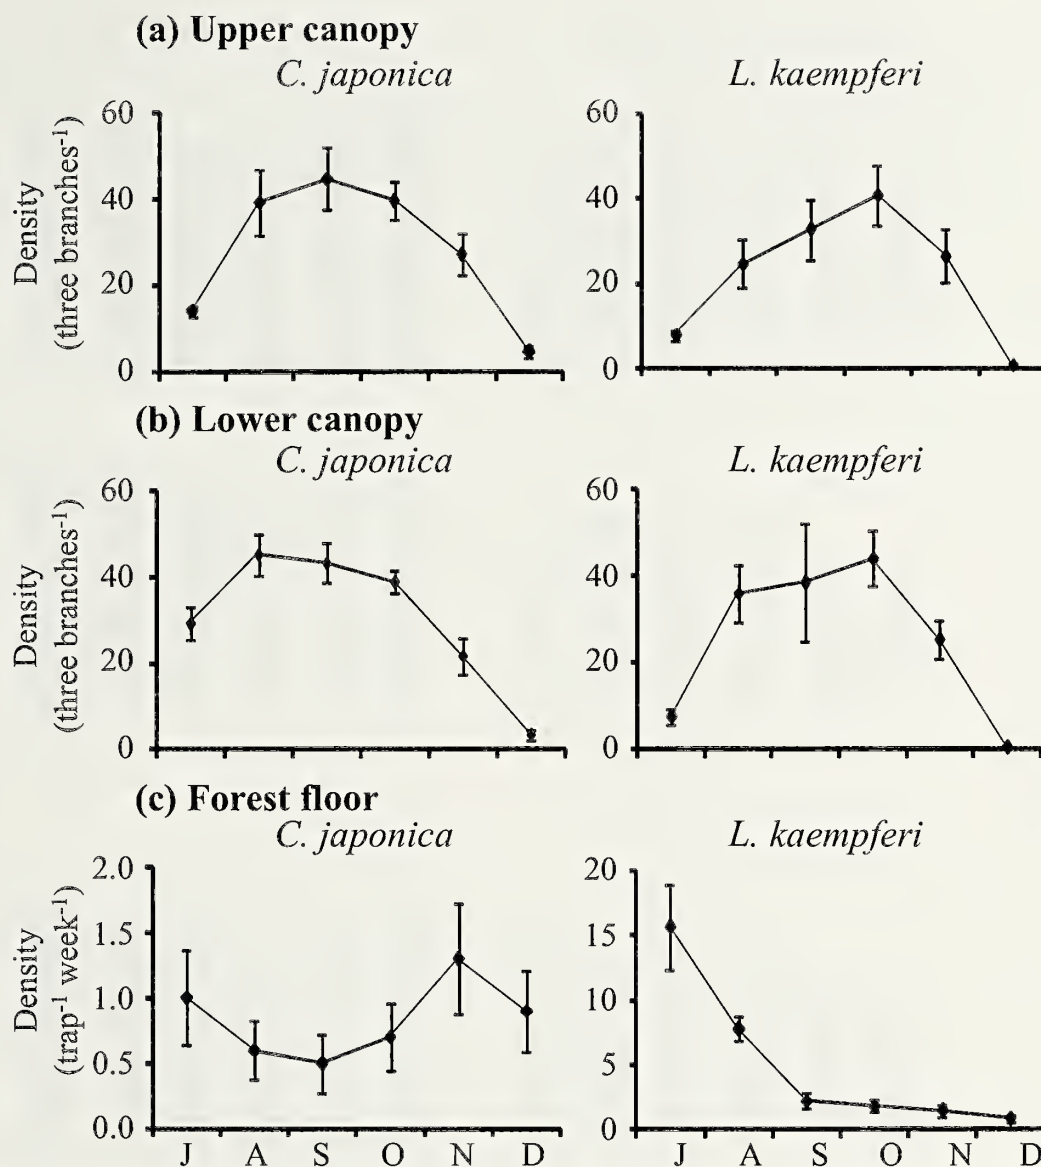 (a) Upper canopy
C. japonica L. kaempferi
Density
(three branches⁻¹)
60 60
40 40
20 20
0 0
(b) Lower canopy
C. japonica L. kaempferi
Density
(three branches⁻¹)
60 60
40 40
20 20
0 0
(c) Forest floor
C. japonica L. kaempferi
Density
(trap⁻¹ week⁻¹)
2.0 20
1.5 15
1.0 10
0.5 5
0.0 0
J A S O N D J A S O N D